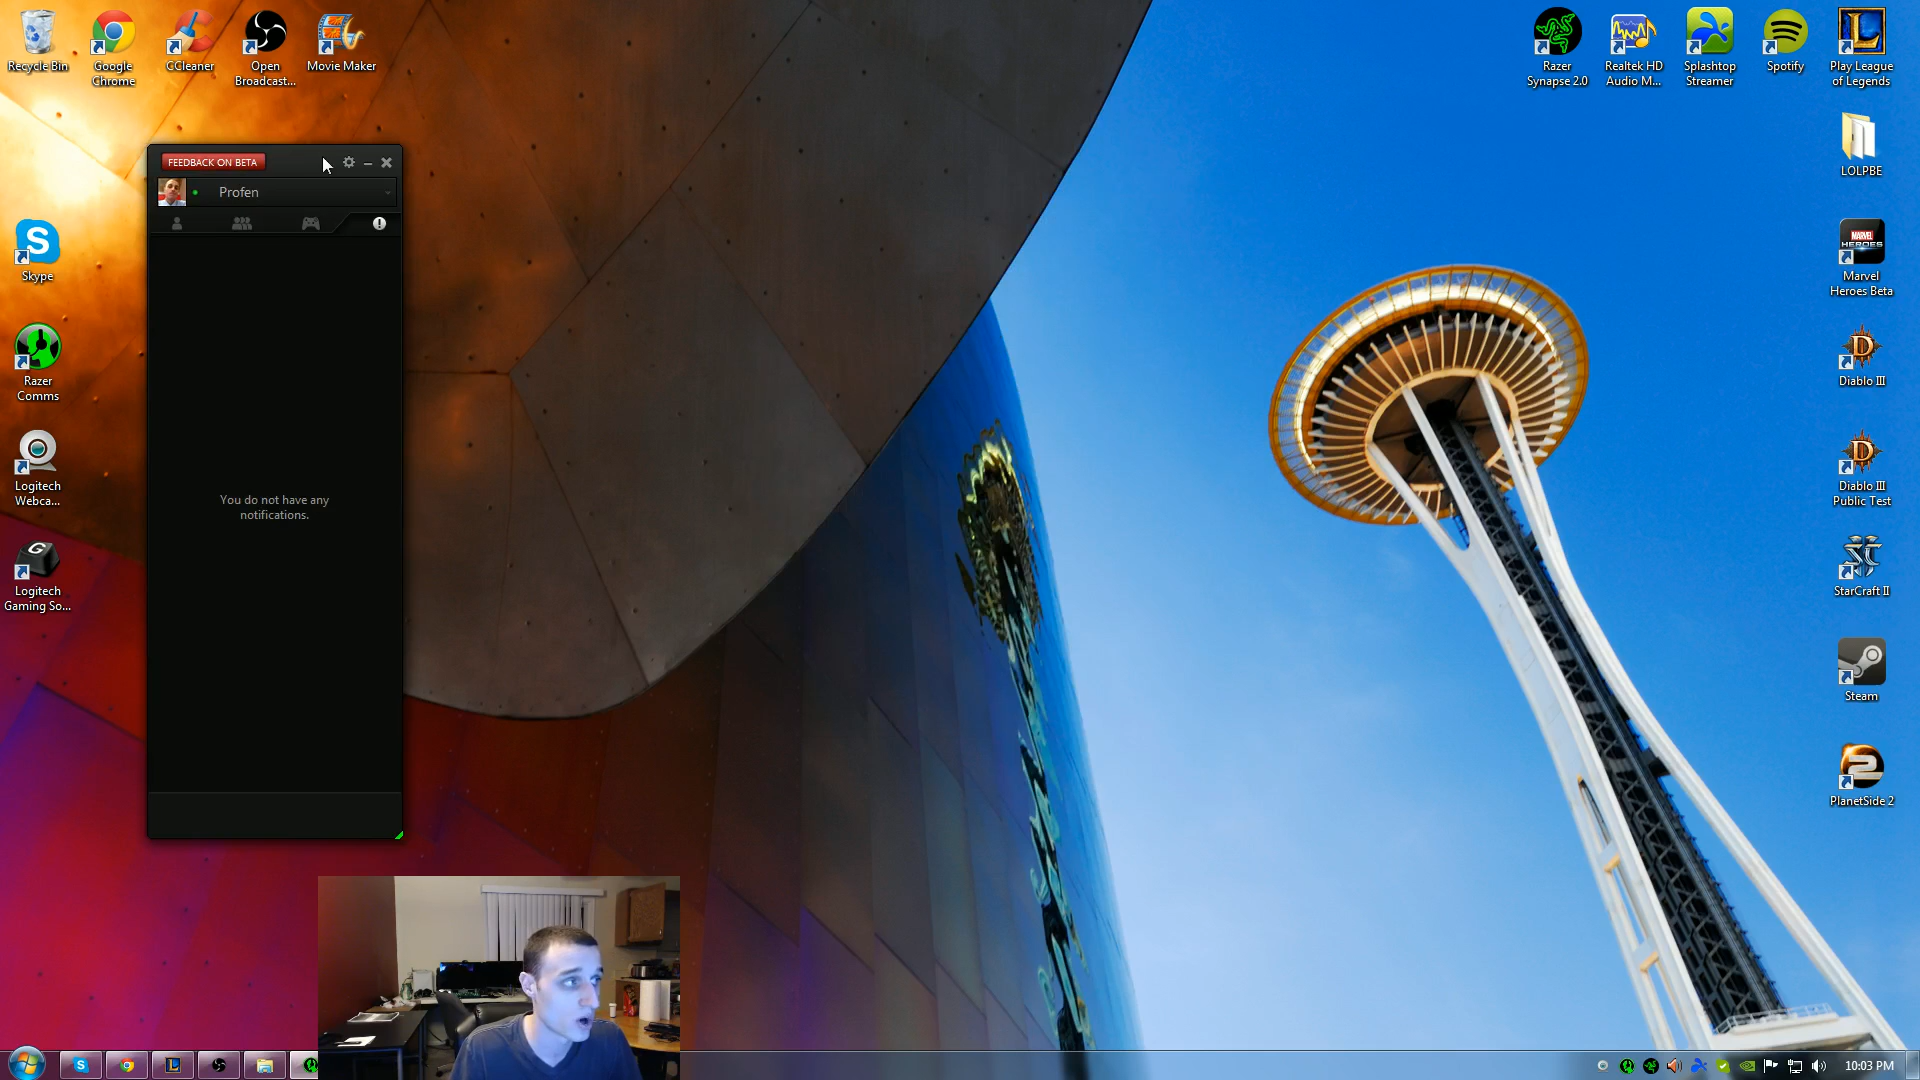 Recycle Bin
Google
Chrome
CCleaner
Open
Broadcast...
Movie Maker
Razer
Synapse 2.0
Realtek HD
Audio M...
Splashtop
Streamer
Spotify
Play League
of Legends
FEEDBACK ON BETA
Profen
LOLPBE
Skype
MARVEL
HEROES
Marvel
Heroes Beta
Razer
Comms
Diablo III
Logitech
Webca...
You do not have any
notifications.
Diablo III
Public Test
Logitech
Gaming So...
StarCraft II
Steam
PlanetSide 2
10:03 PM